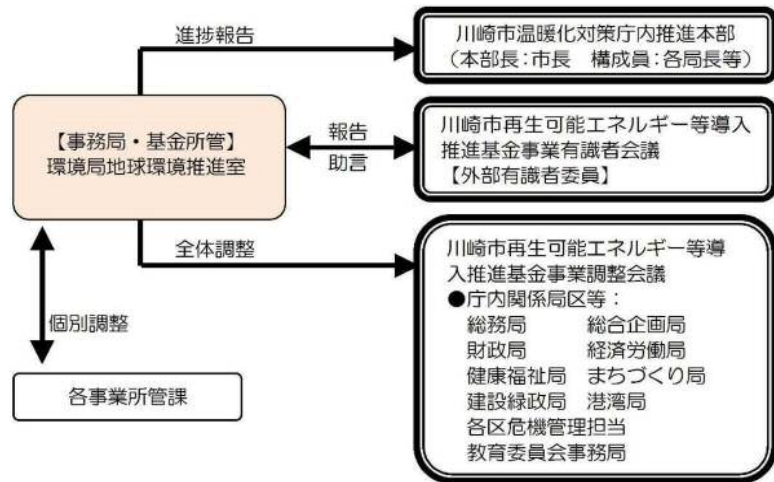 進捗報告
川崎市温暖化対策庁内推進本部
（本部長：市長　構成員：各局長等）
【事務局・基金所管】
環境局地球環境推進室
報告
助言
川崎市再生可能エネルギー等導入
推進基金事業有識者会議
【外部有識者委員】
全体調整
川崎市再生可能エネルギー等導
入推進基金事業調整会議
●庁内関係局区等：
総務局　総合企画局
財政局　経済労働局
健康福祉局　まちづくり局
建設緑政局　港湾局
各区危機管理担当
教育委員会事務局
個別調整
各事業所管課